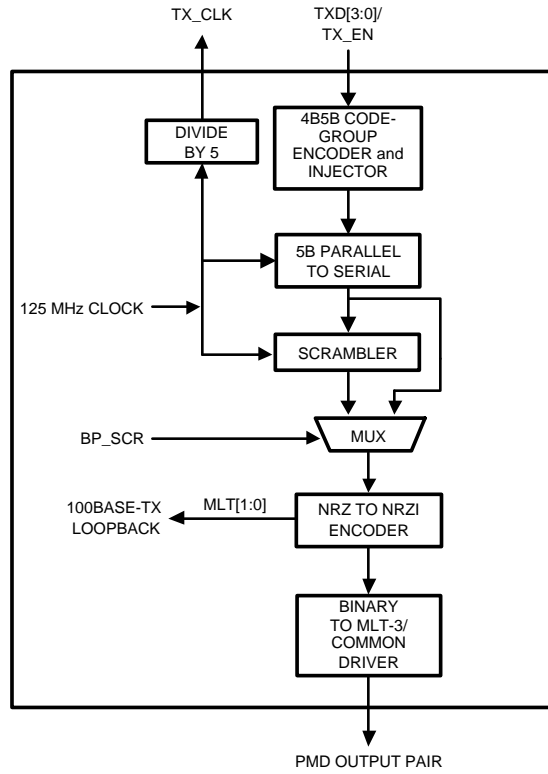 TX_CLK
TXD[3:0]/
TX_EN
DIVIDE
BY 5
4B5B CODE-
GROUP
ENCODER and
INJECTOR
5B PARALLEL
TO SERIAL
125 MHz CLOCK
SCRAMBLER
BP_SCR
MUX
100BASE-TX
LOOPBACK
MLT[1:0]
NRZ TO NRZI
ENCODER
BINARY
TO MLT-3/
COMMON
DRIVER
PMD OUTPUT PAIR